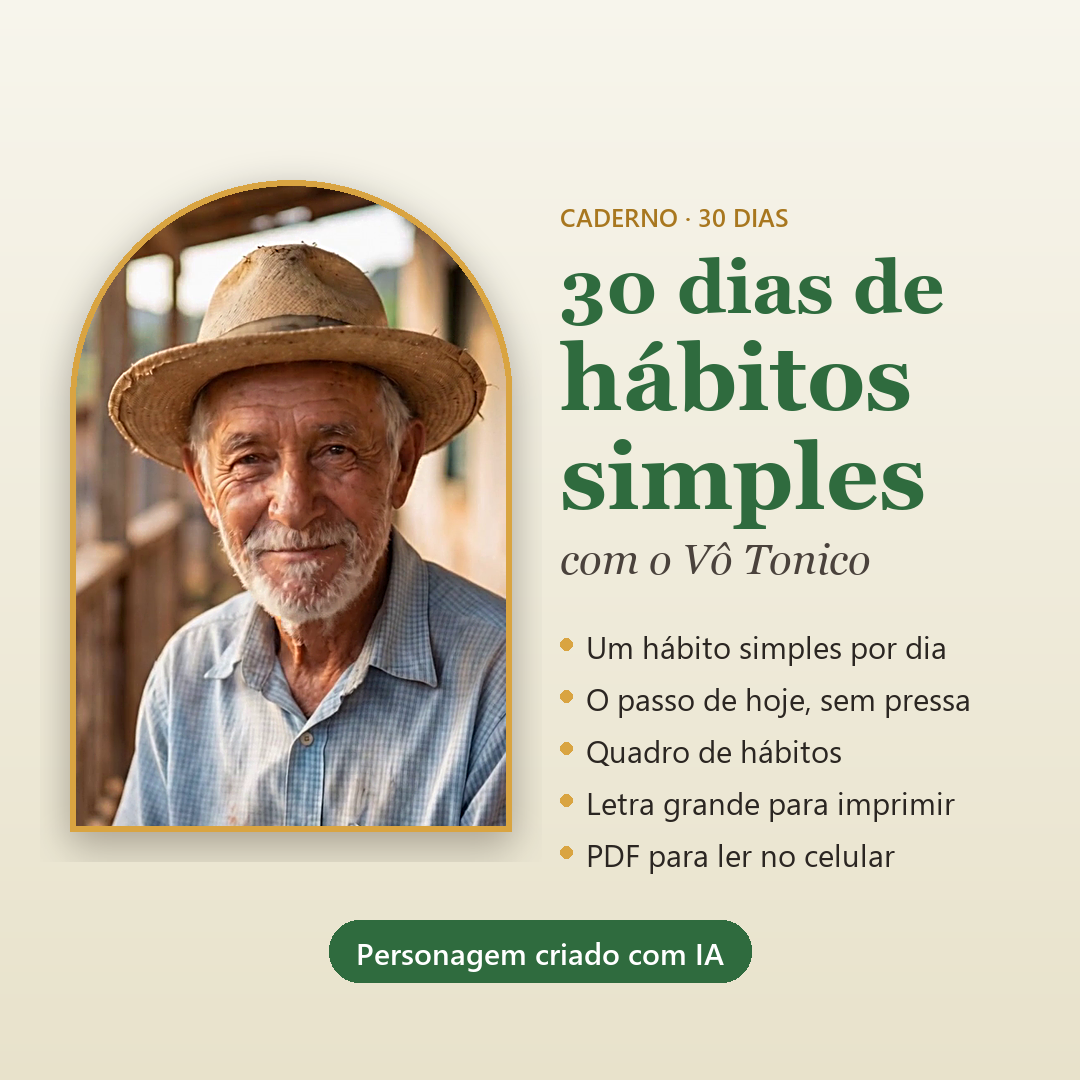 CADERNO · 30 DIAS
30 dias de
hábitos
simples
com o Vô Tonico
Um hábito simples por dia
O passo de hoje, sem pressa
Quadro de hábitos
Letra grande para imprimir
PDF para ler no celular
Personagem criado com IA